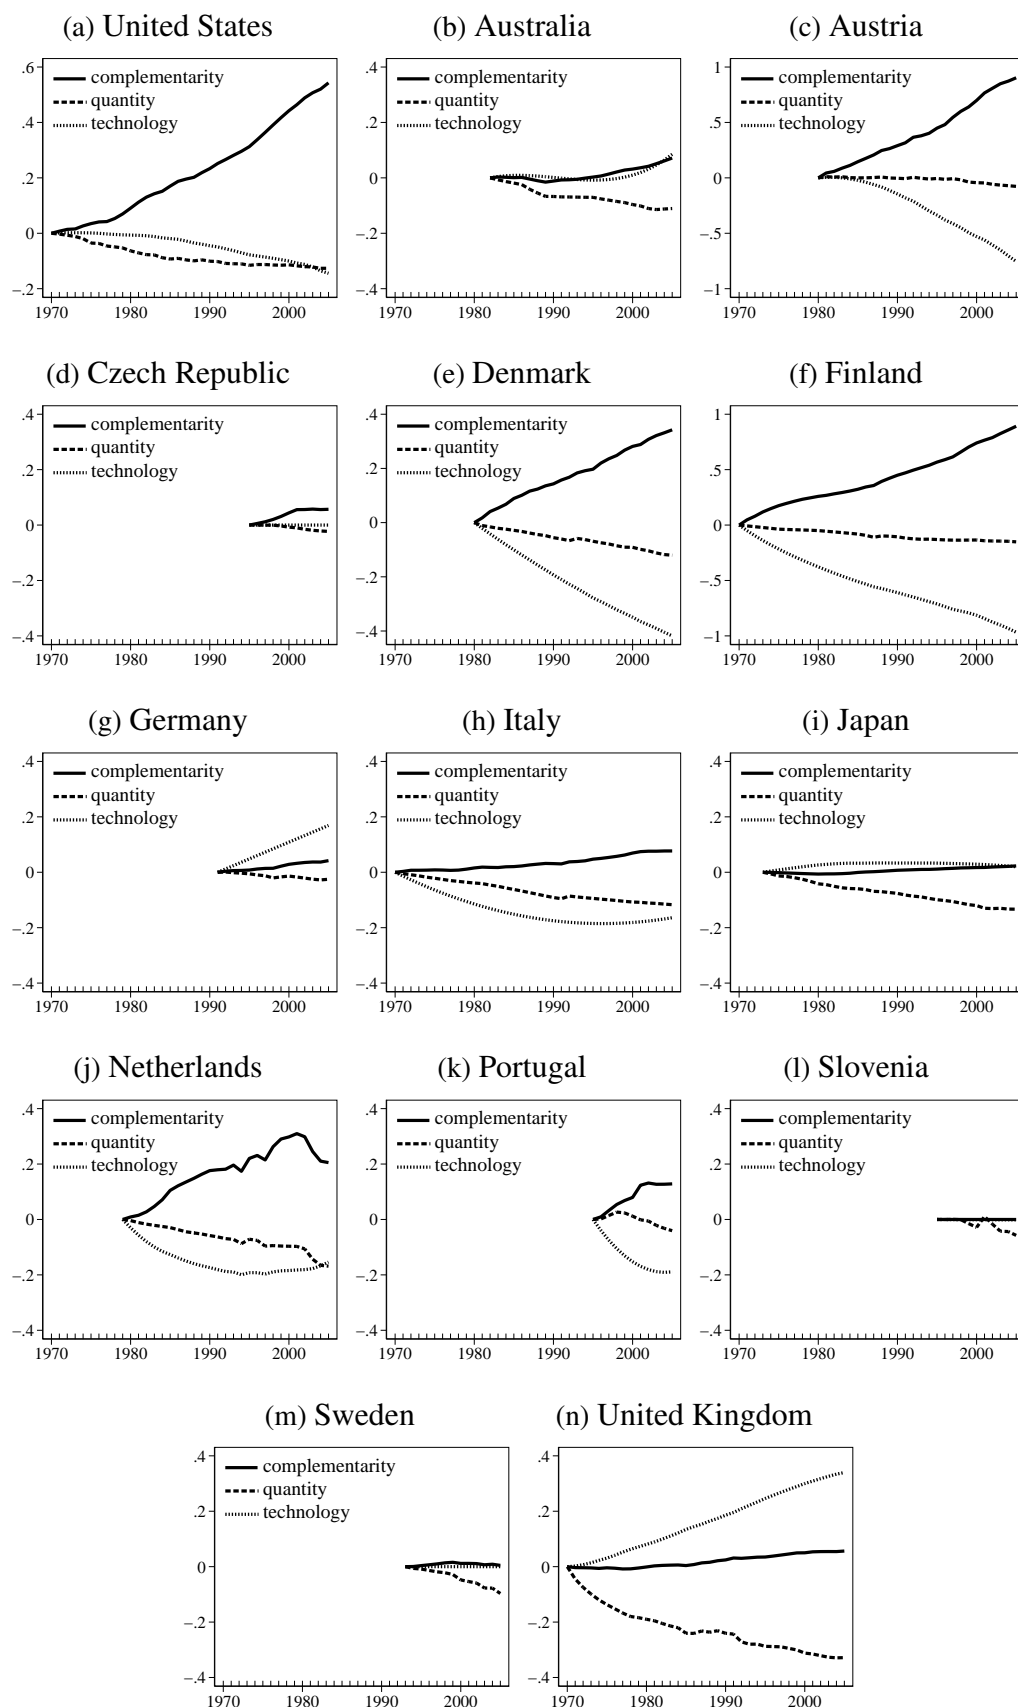 (a) United States
(b) Australia
(c) Austria
.6
.4
.2
0
−.2
complementarity
quantity
technology
1970 1980 1990 2000
.4
.2
0
−.2
−.4
complementarity
quantity
technology
1970 1980 1990 2000
1
.5
0
−.5
−1
complementarity
quantity
technology
1970 1980 1990 2000
(d) Czech Republic
(e) Denmark
(f) Finland
.4
.2
0
−.2
−.4
complementarity
quantity
technology
1970 1980 1990 2000
.4
.2
0
−.2
−.4
complementarity
quantity
technology
1970 1980 1990 2000
1
.5
0
−.5
−1
complementarity
quantity
technology
1970 1980 1990 2000
(g) Germany
(h) Italy
(i) Japan
.4
.2
0
−.2
−.4
complementarity
quantity
technology
1970 1980 1990 2000
.4
.2
0
−.2
−.4
complementarity
quantity
technology
1970 1980 1990 2000
.4
.2
0
−.2
−.4
complementarity
quantity
technology
1970 1980 1990 2000
(j) Netherlands
(k) Portugal
(l) Slovenia
.4
.2
0
−.2
−.4
complementarity
quantity
technology
1970 1980 1990 2000
.4
.2
0
−.2
−.4
complementarity
quantity
technology
1970 1980 1990 2000
.4
.2
0
−.2
−.4
complementarity
quantity
technology
1970 1980 1990 2000
(m) Sweden
(n) United Kingdom
.4
.2
0
−.2
−.4
complementarity
quantity
technology
1970 1980 1990 2000
.4
.2
0
−.2
−.4
1970 1980 1990 2000